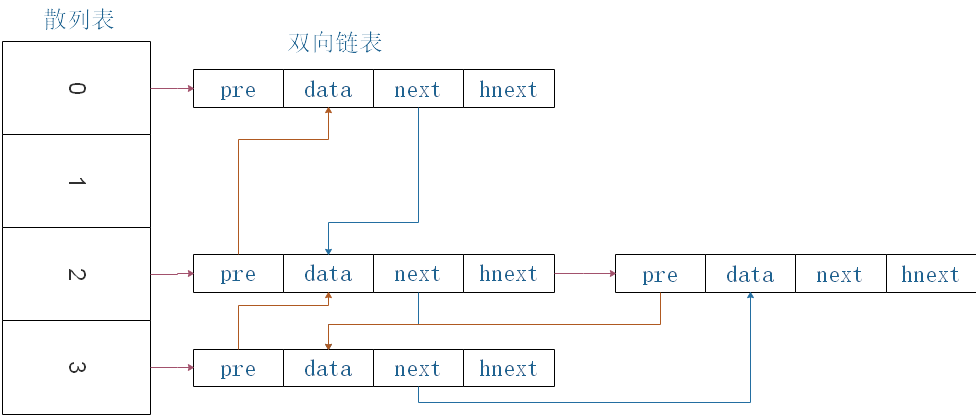 散列表
双向链表
0
pre data next hnext
1
2
pre data next hnext
pre data next hnext
3
pre data next hnext